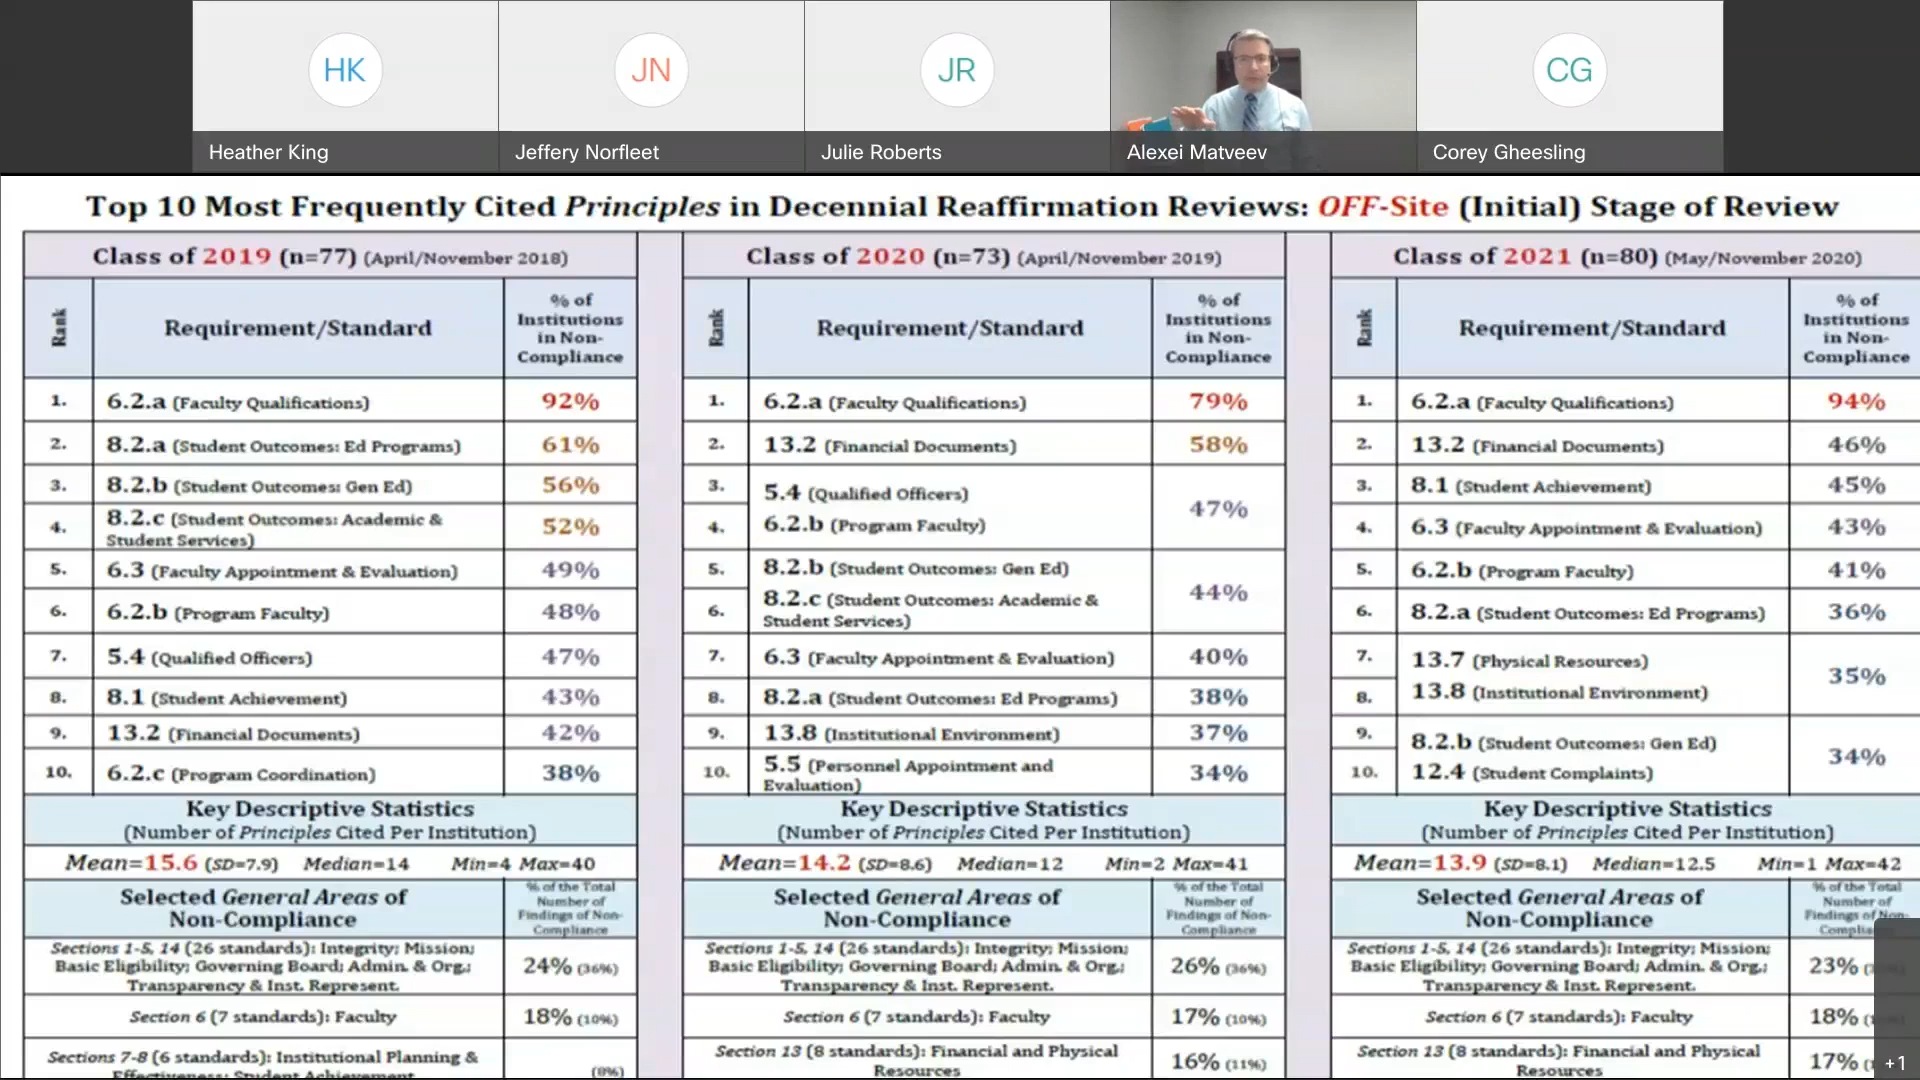 HK
JN
JR
CG
Heather King
Jeffery Norfleet
Julie Roberts
Alexei Matveev
Corey Gheesling
Top 10 Most Frequently Cited Principles in Decennial Reaffirmation Reviews: OFF-Site (Initial) Stage of Review
Class of 2019 (n=77) (April/November 2018)
Rank
Requirement/Standard
% of
Institutions
in Non-
Compliance
1. 6.2.a (Faculty Qualifications) 92%
2. 8.2.a (Student Outcomes: Ed Programs) 61%
3. 8.2.b (Student Outcomes: Gen Ed) 56%
4. 8.2.c (Student Outcomes: Academic &
Student Services) 52%
5. 6.3 (Faculty Appointment & Evaluation) 49%
6. 6.2.b (Program Faculty) 48%
7. 5.4 (Qualified Officers) 47%
8. 8.1 (Student Achievement) 43%
9. 13.2 (Financial Documents) 42%
10. 6.2.c (Program Coordination) 38%
Key Descriptive Statistics
(Number of Principles Cited Per Institution)
Mean=15.6 (SD=7.9) Median=14 Min=4 Max=40
Selected General Areas of
Non-Compliance
% of the Total
Number of
Findings of Non-
Compliance
Sections 1-5, 14 (26 standards): Integrity; Mission;
Basic Eligibility; Governing Board; Admin. & Org.;
Transparency & Inst. Represent.
24% (36%)
Section 6 (7 standards): Faculty 18% (10%)
Sections 7-8 (6 standards): Institutional Planning &
Effectiveness; Student Achievement
(8%)
Class of 2020 (n=73) (April/November 2019)
Rank
Requirement/Standard
% of
Institutions
in Non-
Compliance
1. 6.2.a (Faculty Qualifications) 79%
2. 13.2 (Financial Documents) 58%
3. 5.4 (Qualified Officers)
47%
4. 6.2.b (Program Faculty)
5. 8.2.b (Student Outcomes: Gen Ed)
44%
6. 8.2.c (Student Outcomes: Academic &
Student Services)
7. 6.3 (Faculty Appointment & Evaluation) 40%
8. 8.2.a (Student Outcomes: Ed Programs) 38%
9. 13.8 (Institutional Environment) 37%
10. 5.5 (Personnel Appointment and
Evaluation) 34%
Key Descriptive Statistics
(Number of Principles Cited Per Institution)
Mean=14.2 (SD=8.6) Median=12 Min=2 Max=41
Selected General Areas of
Non-Compliance
% of the Total
Number of
Findings of Non-
Compliance
Sections 1-5, 14 (26 standards): Integrity; Mission;
Basic Eligibility; Governing Board; Admin. & Org.;
Transparency & Inst. Represent.
26% (36%)
Section 6 (7 standards): Faculty 17% (10%)
Section 13 (8 standards): Financial and Physical
Resources
16% (11%)
Class of 2021 (n=80) (May/November 2020)
Rank
Requirement/Standard
% of
Institutions
in Non-
Compliance
1. 6.2.a (Faculty Qualifications) 94%
2. 13.2 (Financial Documents) 46%
3. 8.1 (Student Achievement) 45%
4. 6.3 (Faculty Appointment & Evaluation) 43%
5. 6.2.b (Program Faculty) 41%
6. 8.2.a (Student Outcomes: Ed Programs) 36%
7. 13.7 (Physical Resources)
35%
8. 13.8 (Institutional Environment)
9. 8.2.b (Student Outcomes: Gen Ed)
34%
10. 12.4 (Student Complaints)
Key Descriptive Statistics
(Number of Principles Cited Per Institution)
Mean=13.9 (SD=8.1) Median=12.5 Min=1 Max=42
Selected General Areas of
Non-Compliance
% of the Total
Number of
Findings of Non-
Sections 1-5, 14 (26 standards): Integrity; Mission;
Basic Eligibility; Governing Board; Admin. & Org.;
Transparency & Inst. Represent.
23%
Section 6 (7 standards): Faculty 18%
Section 13 (8 standards): Financial and Physical
Resources
17%
+1